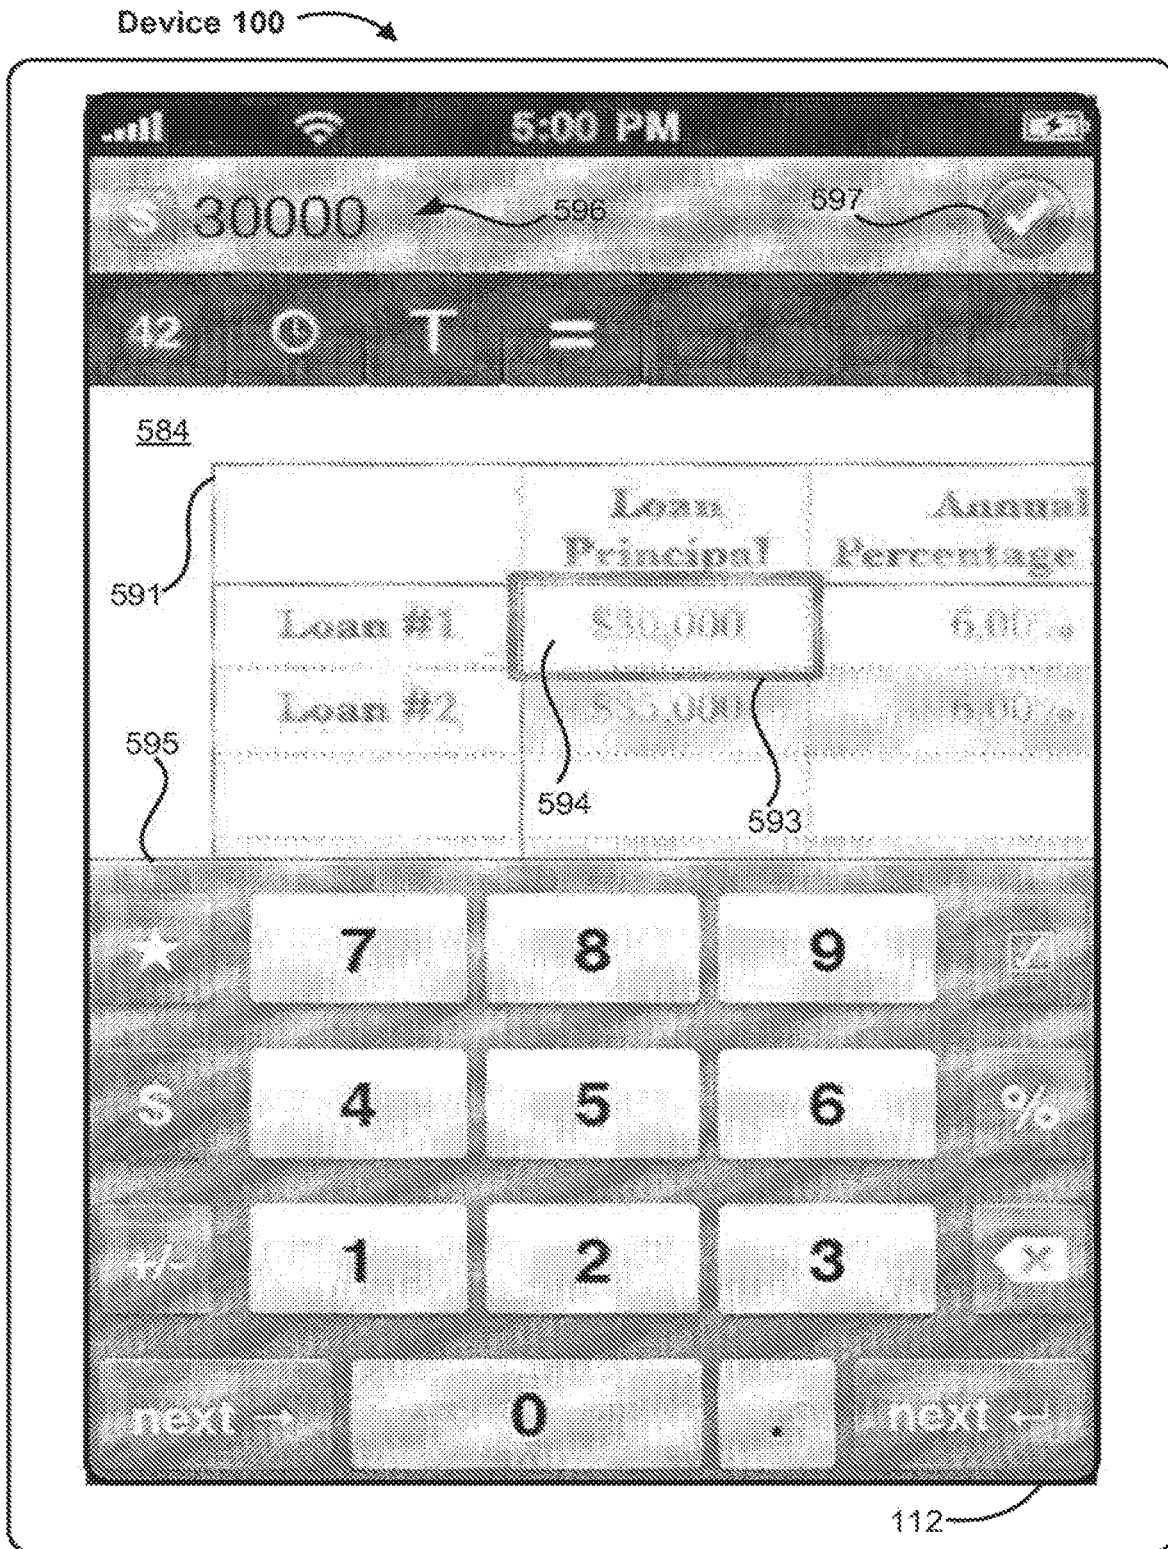 Device 100
5:00 PM
$ 30000 596 597
42 T =
584
Loan Principal
Annual Percentage
591
Loan #1 $30,000 6.00%
Loan #2 $35,000 6.00%
595
594
593
7 8 9
$ 4 5 6 %
+/- 1 2 3
next → 0 . next ↵
112